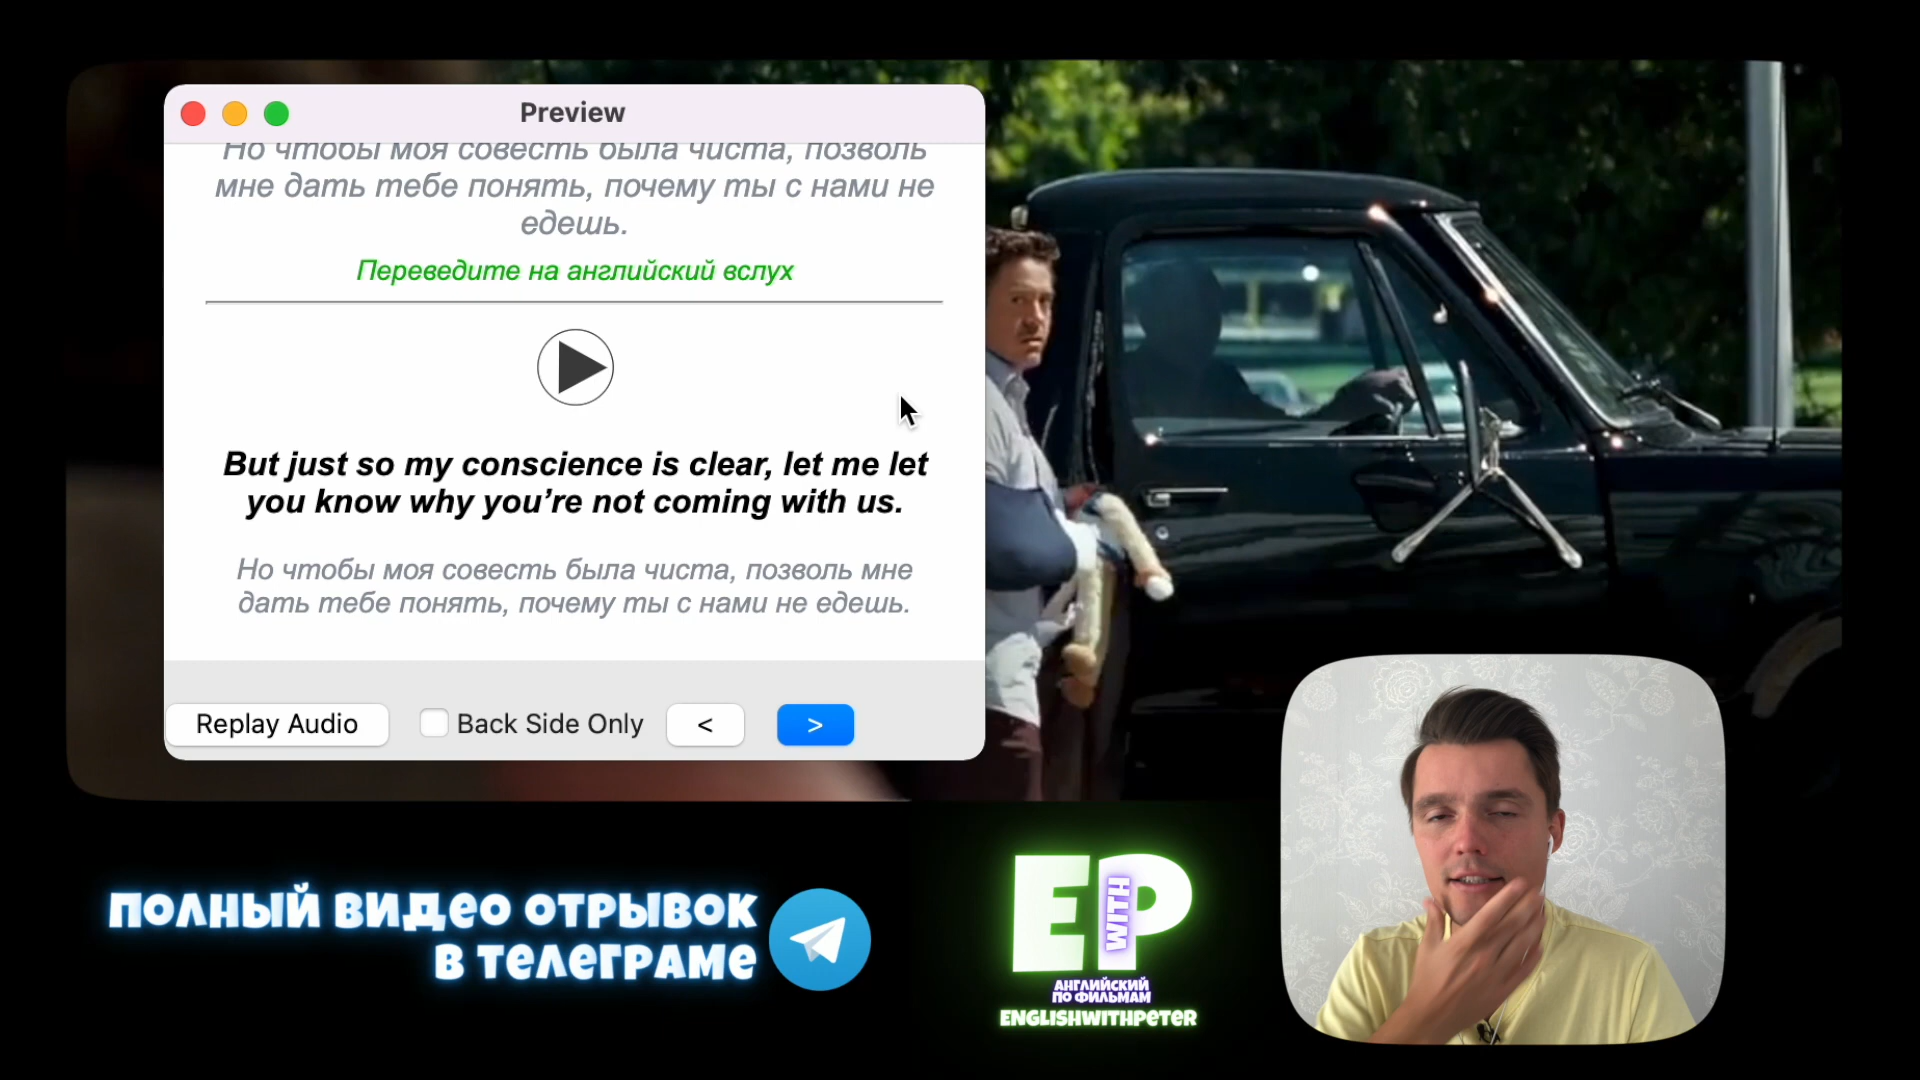 Preview
Но чтобы моя совесть была чиста, позволь
мне дать тебе понять, почему ты с нами не
едешь.
Переведите на английский вслух
But just so my conscience is clear, let me let
you know why you’re not coming with us.
Но чтобы моя совесть была чиста, позволь мне
дать тебе понять, почему ты с нами не едешь.
Replay Audio
Back Side Only
<
>
ПОЛНЫЙ ВИДЕО ОТРЫВОК
В ТЕЛЕГРАМЕ
E WITH P
АНГЛИЙСКИЙ
ПО ФИЛЬМАМ
ENGLISHWITHPETER